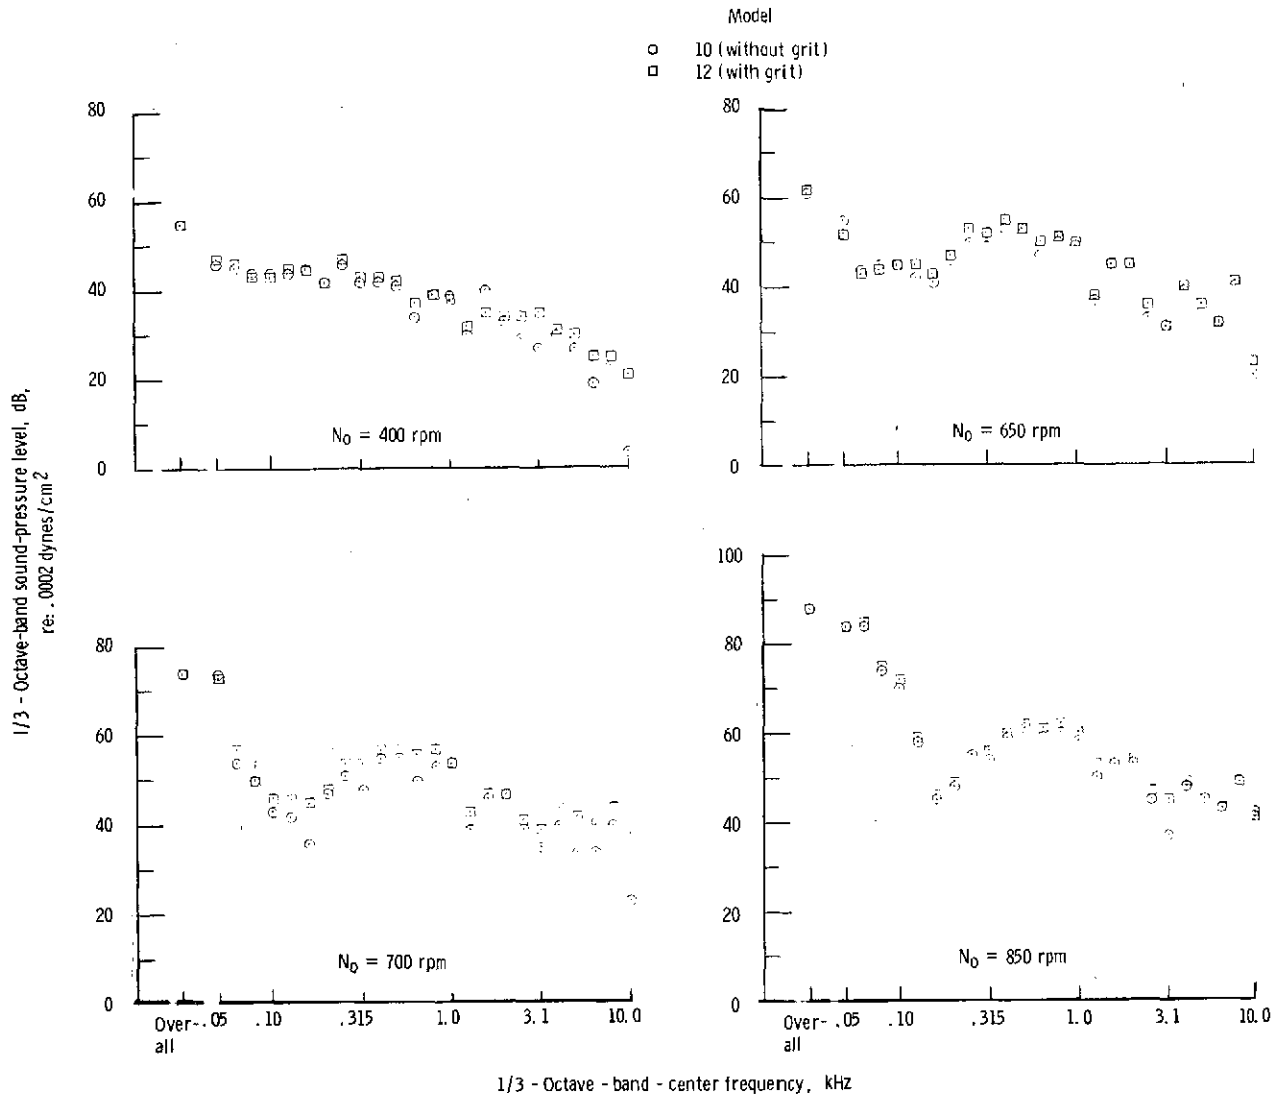 Model
10 (without grit)
12 (with grit)
80
60
40
20
0
N₀ = 400 rpm
80
60
40
20
0
N₀ = 650 rpm
1/3 - Octave-band sound-pressure level, dB,
re: .0002 dynes/cm²
80
60
40
20
0
N₀ = 700 rpm
Over-
all
.05
.10
.315
1.0
3.1
10.0
100
80
60
40
20
0
N₀ = 850 rpm
Over-
all
.05
.10
.315
1.0
3.1
10.0
1/3 - Octave - band - center frequency, kHz